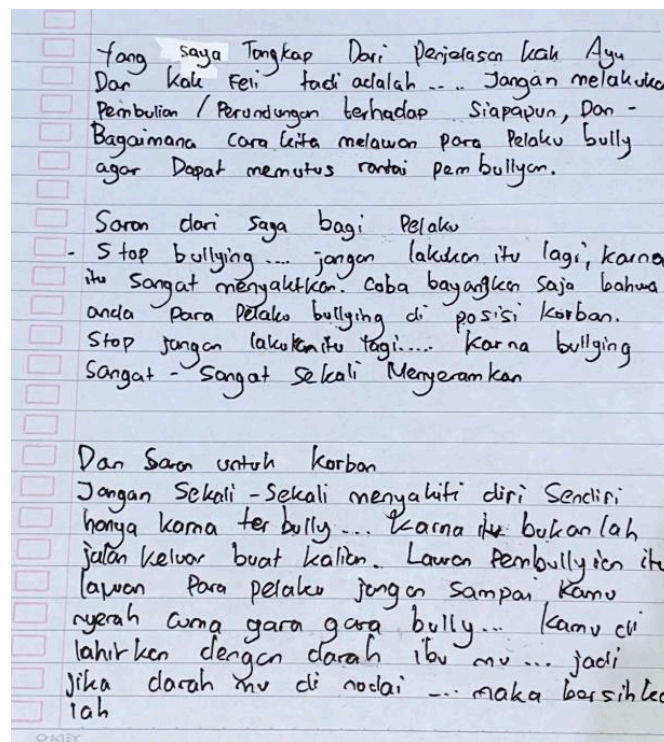 Yang saya Tangkap Dari Penjelasan kak Ayu
Dan kak Feli tadi adalah .... Jangan melakuka
Pembulian / Perundungan terhadap Siapapun, Dan -
Bagaimana cara kita melawan para Pelaku bully
agar Dapat memutus rantai pembullyan.
Saran dari saya bagi Pelaku
- Stop bullying .... jangan lakukan itu lagi, karna
itu sangat menyakitkan. Coba bayangkan saja bahwa
anda Para Pelaku bullying di posisi korban.
Stop jangan lakukan itu lagi.... Karna bullying
Sangat - Sangat Sekali Menyeramkan
Dan Saran untuk Korban
Jangan Sekali - Sekali menyakiti diri Sendiri
hanya karna ter bully ... Karna itu bukan lah
jalan keluar buat kalian. Lawan Pembullyian itu
lawan Para pelaku jangan sampai kamu
nyerah cuma gara gara bully... Kamu di
lahirkan dengan darah ibu mu ... jadi
Jika darah mu di nodai ... maka bersihka
lah
OKEY